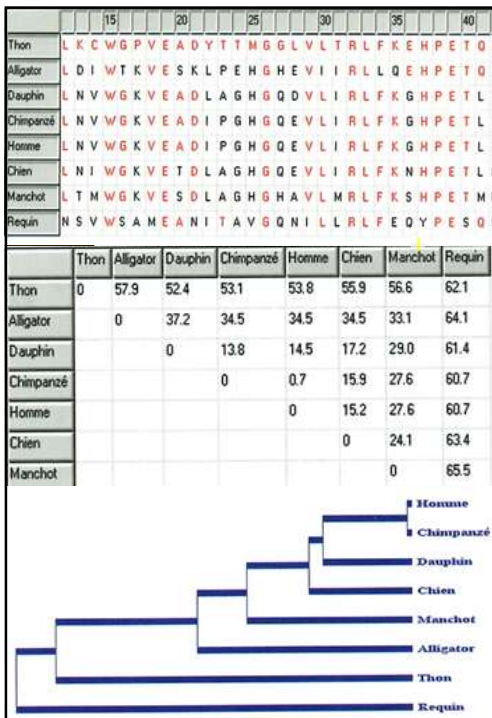 15 20 25 30 35 40
Thon L K C W G P V E A D Y T T M G G L V L T R L F K E H P E T Q
Alligator L D I W T K V E S K L P E H G H E V I I R L L Q E H P E T Q
Dauphin L N V W G K V E A D L A G H G Q D V L I R L F K G H P E T L
Chimpanzé L N V W G K V E A D I P G H G Q E V L I R L F K G H P E T L
Homme L N V W G K V E A D I P G H G Q E V L I R L F K G H P E T L
Chien L N I W G K V E T D L A G H G Q E V L I R L F K N H P E T L
Manchot L T M W G K V E S D L A G H G H A V L M R L F K S H P E T M
Requin N S V W S A M E A N I T A V G Q N I L L R L F E Q Y P E S Q
Thon Alligator Dauphin Chimpanzé Homme Chien Manchot Requin
Thon 0 57.9 52.4 53.1 53.8 55.9 56.6 62.1
Alligator 0 37.2 34.5 34.5 34.5 33.1 64.1
Dauphin 0 13.8 14.5 17.2 29.0 61.4
Chimpanzé 0 0.7 15.9 27.6 60.7
Homme 0 15.2 27.6 60.7
Chien 0 24.1 63.4
Manchot 0 65.5
Homme
Chimpanzé
Dauphin
Chien
Manchot
Alligator
Thon
Requin